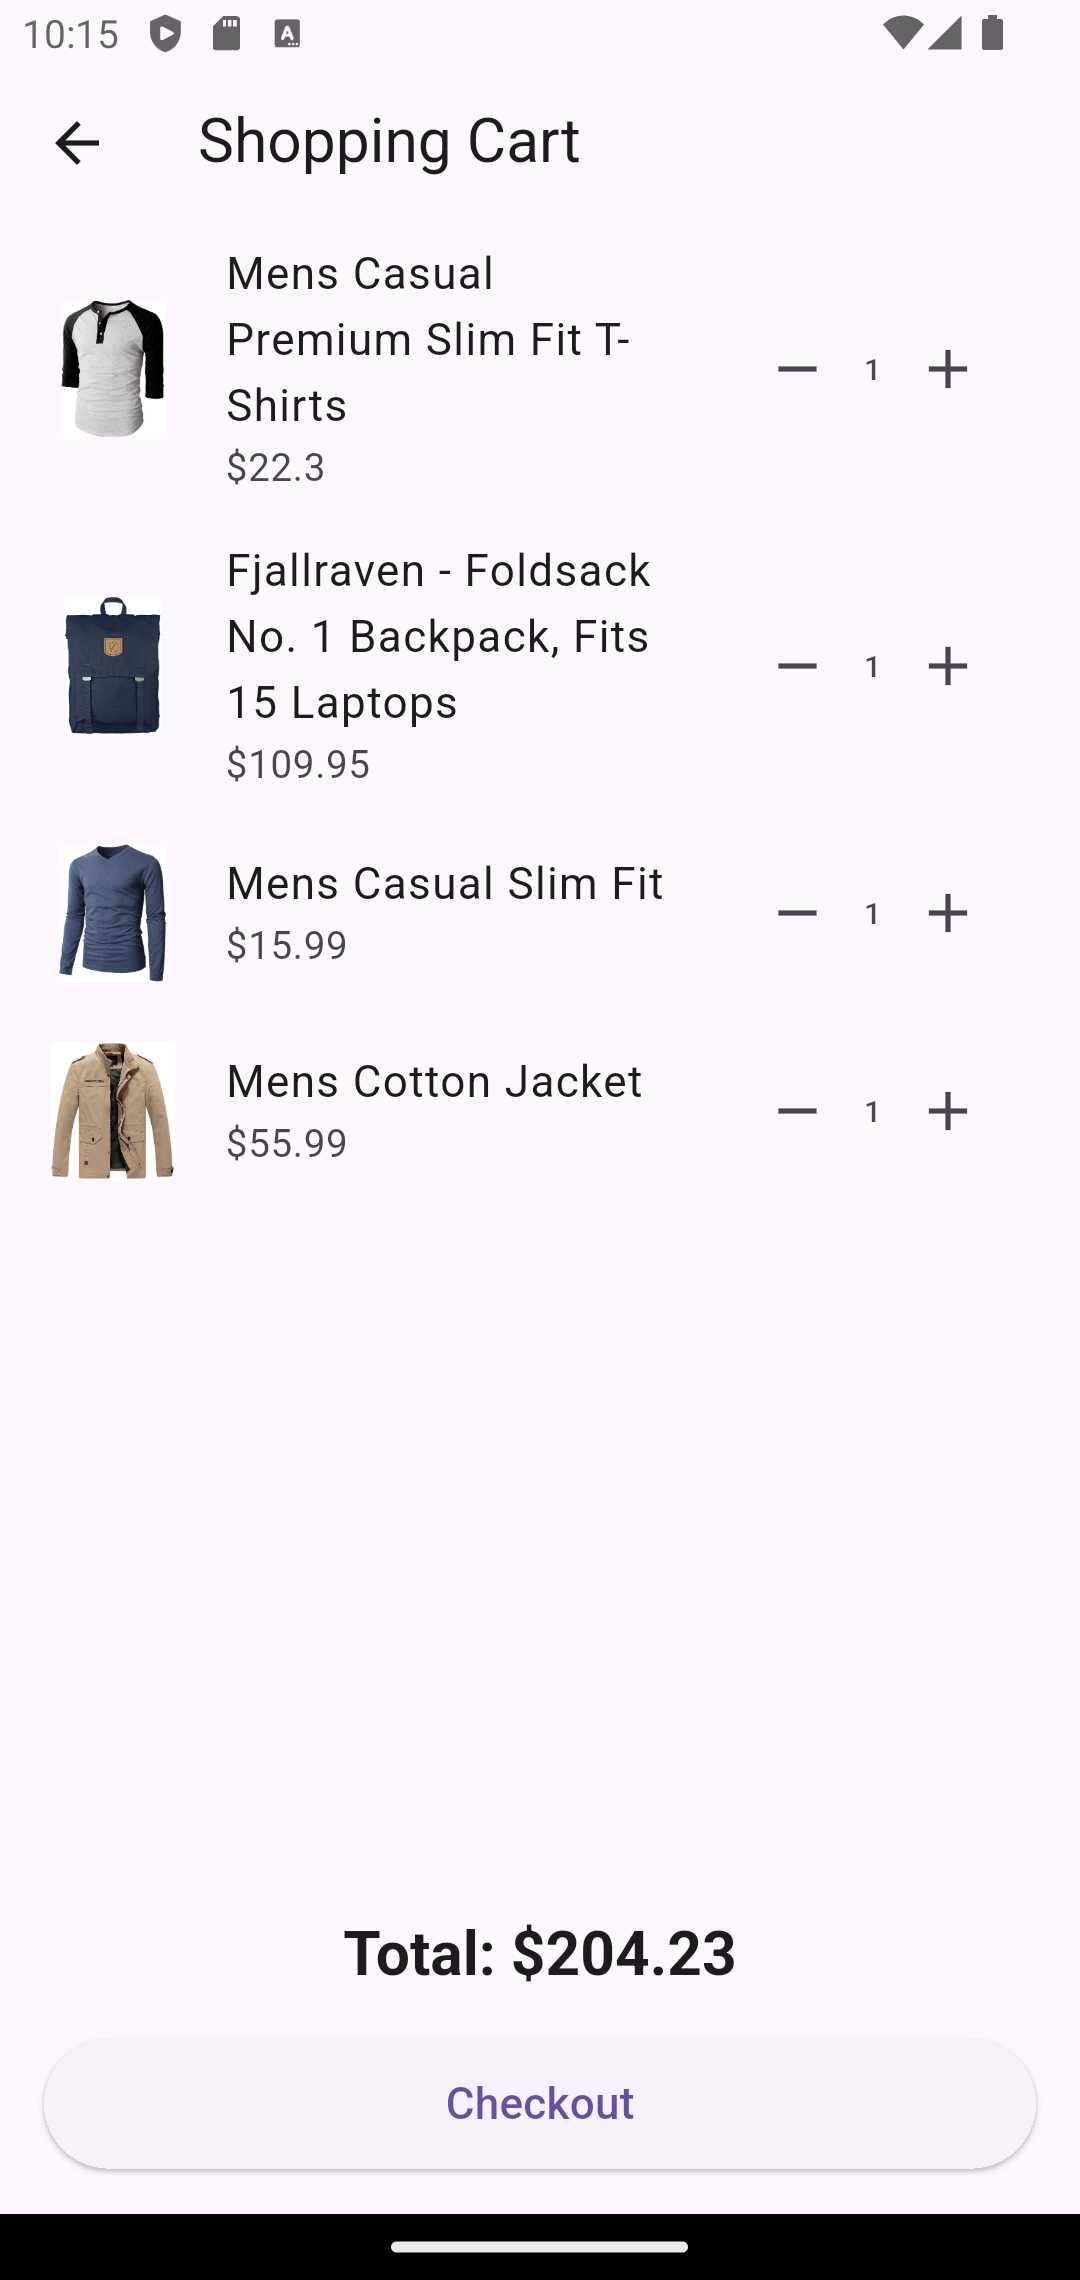 10:15
Shopping Cart
Mens Casual
Premium Slim Fit T-
Shirts
$22.3
1
Fjallraven - Foldsack
No. 1 Backpack, Fits
15 Laptops
$109.95
1
Mens Casual Slim Fit
$15.99
1
Mens Cotton Jacket
$55.99
1
Total: $204.23
Checkout